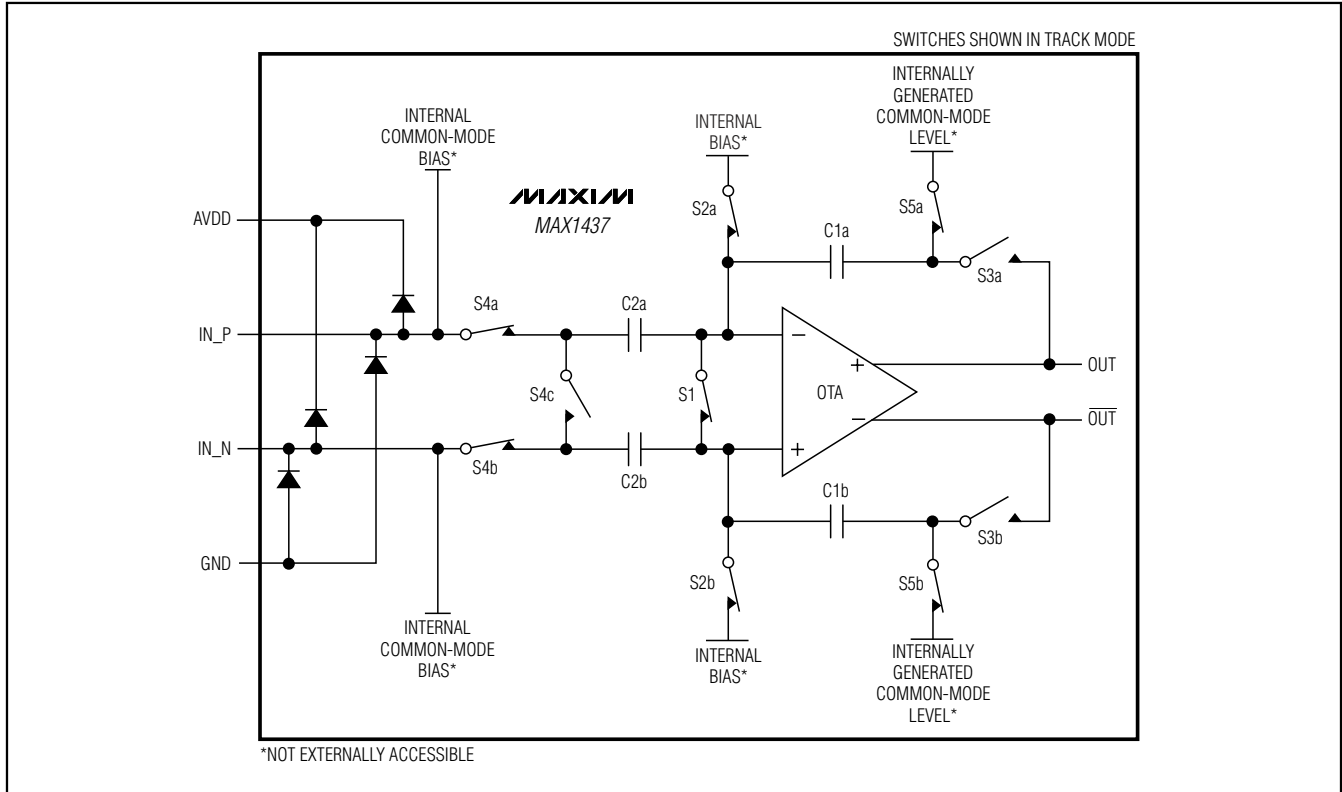 SWITCHES SHOWN IN TRACK MODE
INTERNALLY
GENERATED
COMMON-MODE
LEVEL*
INTERNAL
COMMON-MODE
BIAS*
INTERNAL
BIAS*
MAXIM
MAX1437
AVDD
S2a
S5a
C1a
S3a
S4a
C2a
IN_P
−
+
OUT
S4c
S1
OTA
IN_N
S4b
C2b
+
−
OUT
C1b
S3b
GND
S2b
S5b
INTERNAL
COMMON-MODE
BIAS*
INTERNAL
BIAS*
INTERNALLY
GENERATED
COMMON-MODE
LEVEL*
*NOT EXTERNALLY ACCESSIBLE